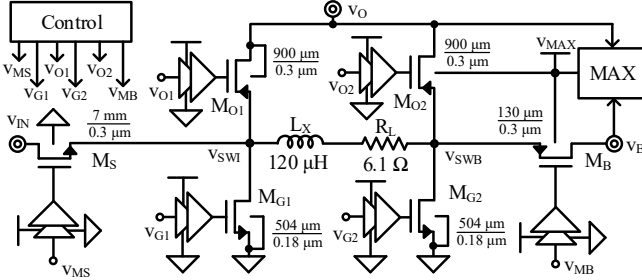 Control
vMS
vG1
vO1
vG2
vO2
vMB
vO
vO1
900 µm
0.3 µm
MO1
vO2
900 µm
0.3 µm
MO2
vMAX
MAX
vIN
7 mm
0.3 µm
MS
vSWI
LX
120 µH
RL
6.1 Ω
vSWB
130 µm
0.3 µm
MB
vMS
vG1
MG1
504 µm
0.18 µm
vG2
MG2
504 µm
0.18 µm
vMB